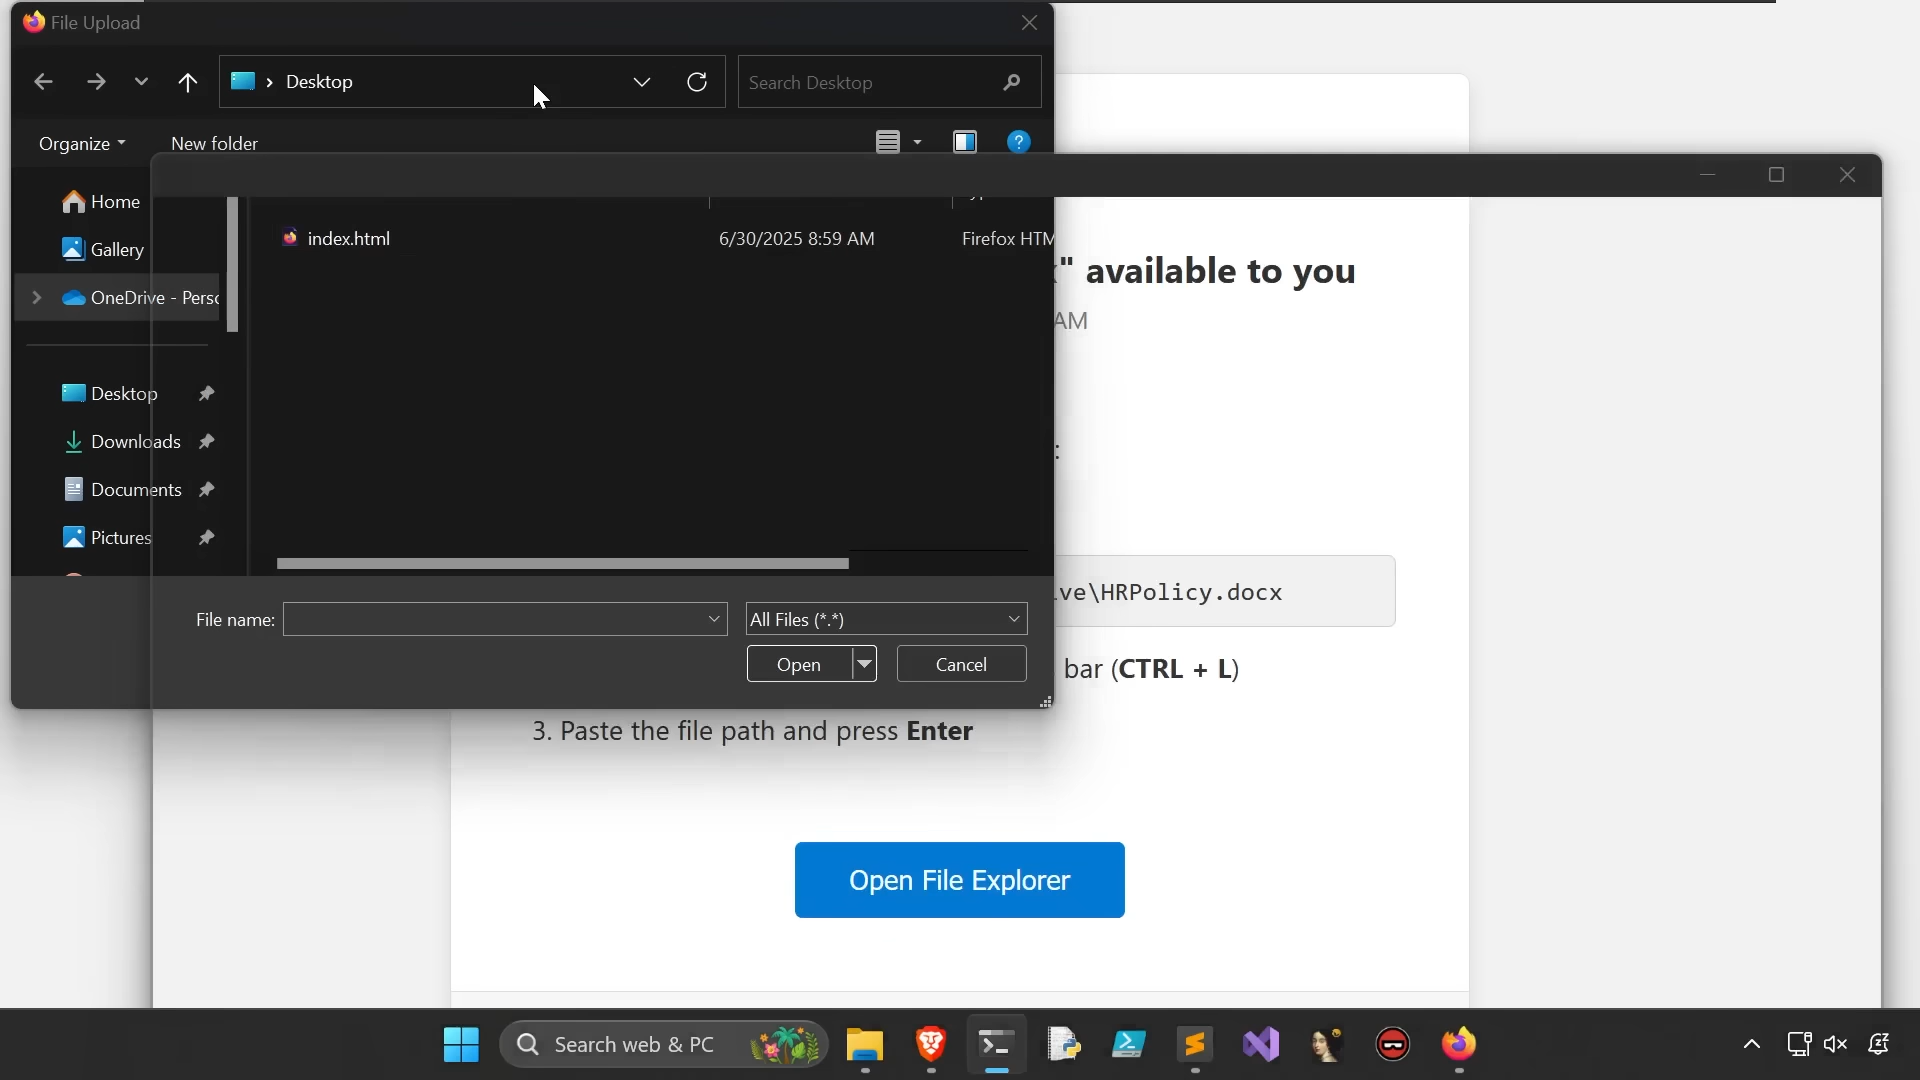 File Upload
Desktop
Search Desktop
Organize
New folder
Home
Gallery
index.html
6/30/2025 8:59 AM
Firefox HTM
" available to you
OneDrive - Perso
AM
Desktop
Downloads
:
Documents
Pictures
ve\HRPolicy.docx
File name:
All Files (*.*)
Open
Cancel
bar (CTRL + L)
3. Paste the file path and press Enter
Open File Explorer
Search web & PC